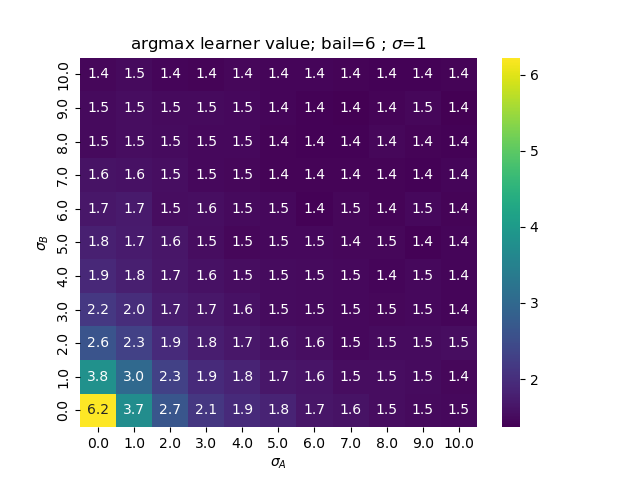 argmax learner value; bail=6 ; σ=1
10.0 1.4 1.5 1.4 1.4 1.4 1.4 1.4 1.4 1.4 1.4 1.4
9.0 1.5 1.5 1.5 1.5 1.5 1.4 1.4 1.4 1.4 1.5 1.4
8.0 1.5 1.5 1.5 1.5 1.5 1.4 1.4 1.4 1.4 1.4 1.4
7.0 1.6 1.6 1.5 1.5 1.5 1.4 1.4 1.4 1.4 1.4 1.4
6.0 1.7 1.7 1.5 1.6 1.5 1.5 1.4 1.5 1.4 1.4 1.4
5.0 1.8 1.7 1.6 1.5 1.5 1.5 1.5 1.4 1.5 1.4 1.4
4.0 1.9 1.8 1.7 1.6 1.5 1.5 1.5 1.5 1.4 1.5 1.4
3.0 2.2 2.0 1.7 1.7 1.6 1.5 1.5 1.5 1.5 1.5 1.4
2.0 2.6 2.3 1.9 1.8 1.7 1.6 1.6 1.5 1.5 1.5 1.5
1.0 3.8 3.0 2.3 1.9 1.8 1.7 1.6 1.5 1.5 1.5 1.4
0.0 6.2 3.7 2.7 2.1 1.9 1.8 1.7 1.6 1.5 1.5 1.5
0.0 1.0 2.0 3.0 4.0 5.0 6.0 7.0 8.0 9.0 10.0
σ_A
σ_B
6
5
4
3
2